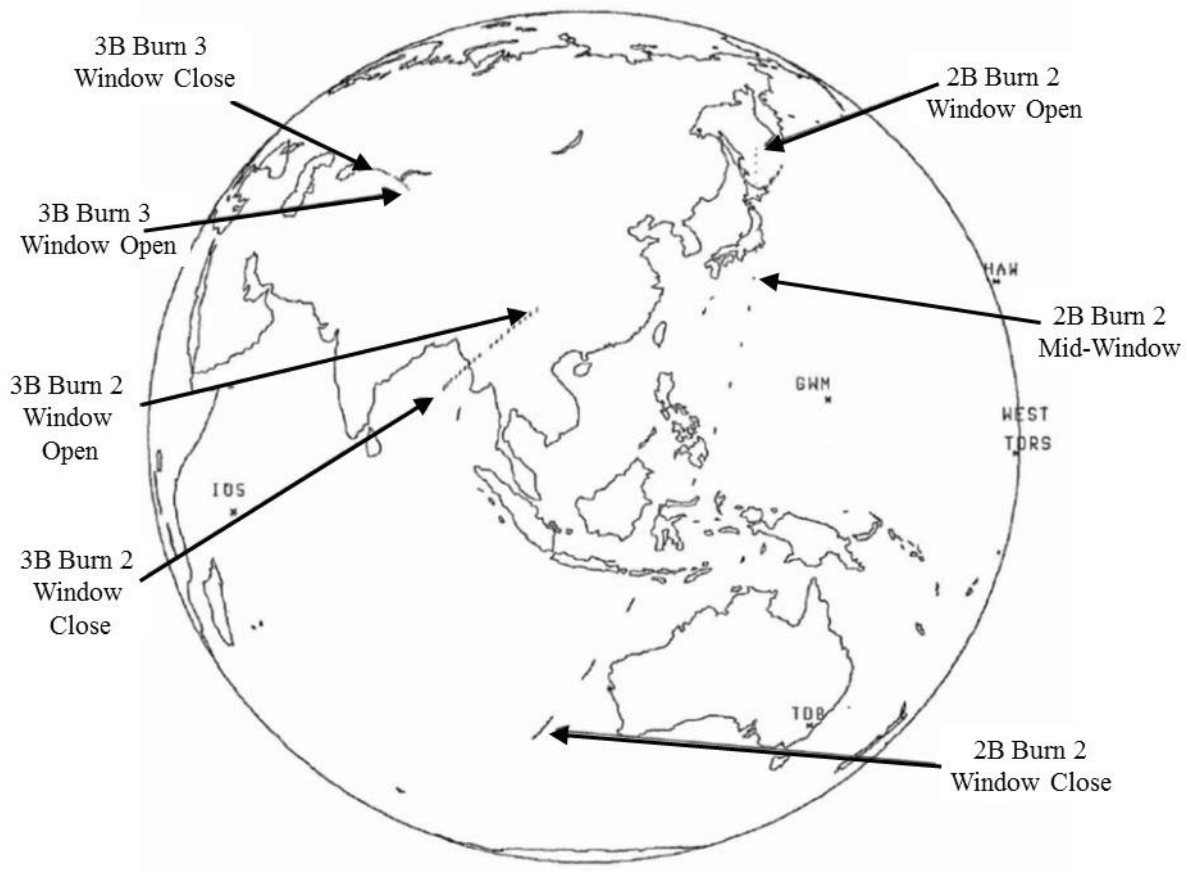 3B Burn 3
Window Close
2B Burn 2
Window Open
3B Burn 3
Window Open
HAW
2B Burn 2
Mid-Window
3B Burn 2
Window
Open
GWM
WEST
TDRS
IOS
3B Burn 2
Window
Close
TDB
2B Burn 2
Window Close